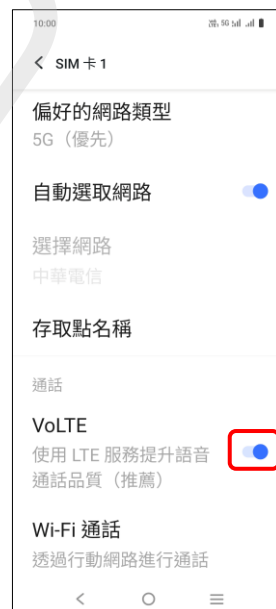 10:00
5G
SIM 卡 1
偏好的網路類型
5G（優先）
自動選取網路
選擇網路
中華電信
存取點名稱
通話
VoLTE
使用 LTE 服務提升語音
通話品質（推薦）
Wi-Fi 通話
透過行動網路進行通話